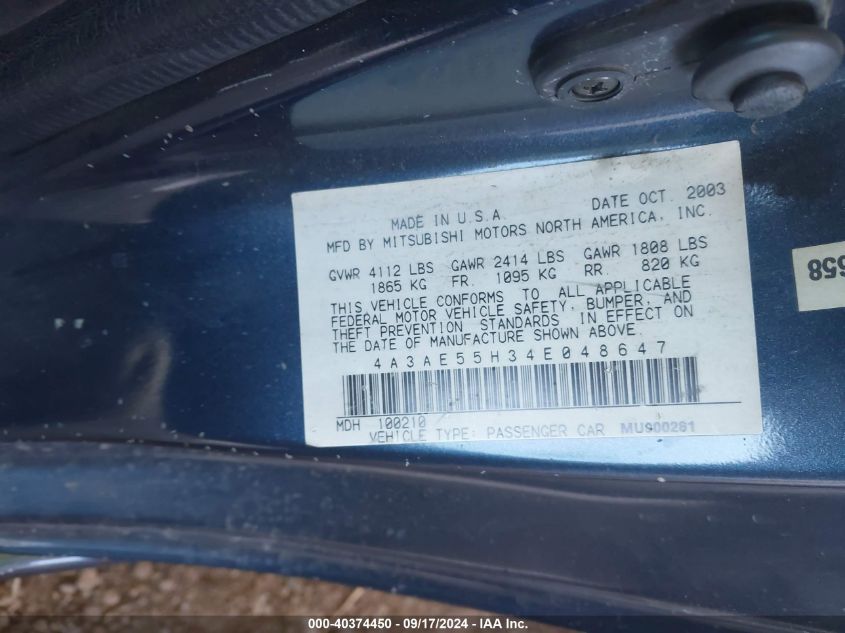 MADE IN U.S.A. DATE OCT. 2003
MFD BY MITSUBISHI MOTORS NORTH AMERICA, INC.
GVWR 4112 LBS GAWR 2414 LBS GAWR 1808 LBS
1865 KG FR. 1095 KG RR. 820 KG
THIS VEHICLE CONFORMS TO ALL APPLICABLE
FEDERAL MOTOR VEHICLE SAFETY, BUMPER, AND
THEFT PREVENTION STANDARDS IN EFFECT ON
THE DATE OF MANUFACTURE SHOWN ABOVE.
4A3AE55H34E048647
MDH 100210
VEHICLE TYPE: PASSENGER CAR MU900281
658
000-40374450 - 09/17/2024 - IAA Inc.